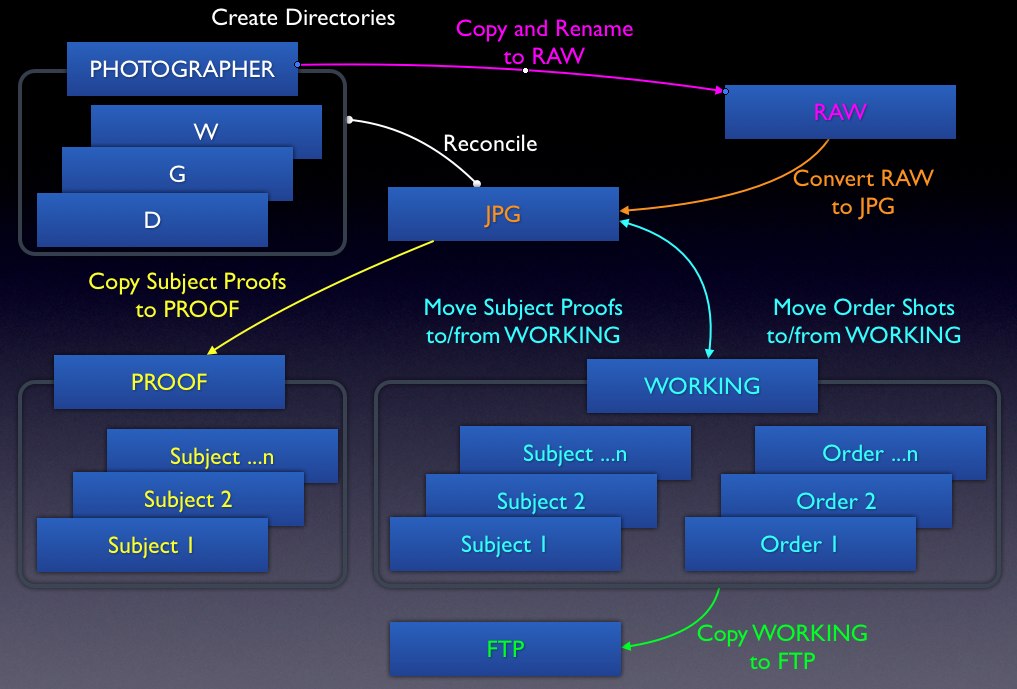 Create Directories
Copy and Rename
to RAW
PHOTOGRAPHER
W
G
D
RAW
Reconcile
Convert RAW
to JPG
JPG
Copy Subject Proofs
to PROOF
Move Subject Proofs
to/from WORKING
Move Order Shots
to/from WORKING
PROOF
Subject ...n
Subject 2
Subject 1
WORKING
Subject ...n
Subject 2
Subject 1
Order ...n
Order 2
Order 1
FTP
Copy WORKING
to FTP